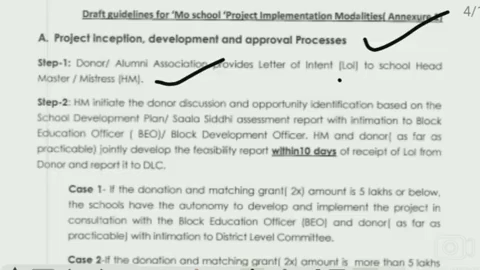 4/1
Draft guidelines for 'Mo school 'Project Implementation Modalities( Annexure
A. Project inception, development and approval Processes
Step-1: Donor/ Alumni Association provides Letter of Intent (LoI) to school Head
Master / Mistress (HM).
Step-2: HM initiate the donor discussion and opportunity identification based on the
School Development Plan/ Saala Siddhi assessment report with intimation to Block
Education Officer ( BEO)/ Block Development Officer. HM and donor( as far as
practicable) jointly develop the feasibility report within10 days of receipt of LoI from
Donor and report it to DLC.
Case 1- If the donation and matching grant( 2x) amount is 5 lakhs or below,
the schools have the autonomy to develop and implement the project in
consultation with the Block Education Officer (BEO) and donor( as far as
practicable) with intimation to District Level Committee.
Case 2-If the donation and matching grant( 2x) amount is more than 5 lakhs